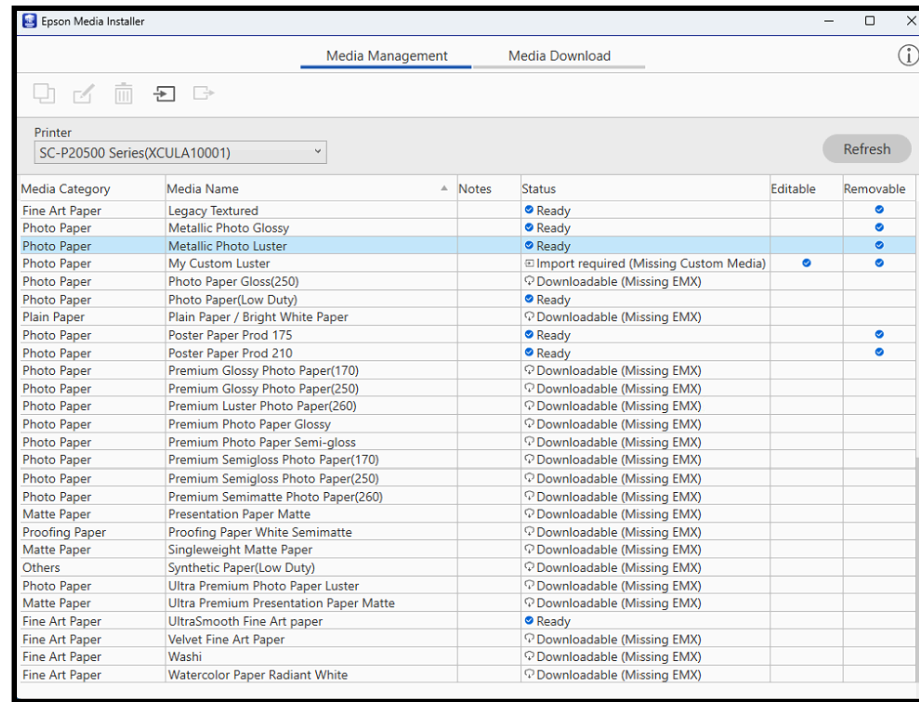 Epson Media Installer
Media Management Media Download
Printer
SC-P20500 Series(XCULA10001)
Refresh
Media Category Media Name Notes Status Editable Removable
Fine Art Paper Legacy Textured Ready
Photo Paper Metallic Photo Glossy Ready
Photo Paper Metallic Photo Luster Ready
Photo Paper My Custom Luster Import required (Missing Custom Media)
Photo Paper Photo Paper Gloss(250) Downloadable (Missing EMX)
Photo Paper Photo Paper(Low Duty) Ready
Plain Paper Plain Paper / Bright White Paper Downloadable (Missing EMX)
Photo Paper Poster Paper Prod 175 Ready
Photo Paper Poster Paper Prod 210 Ready
Photo Paper Premium Glossy Photo Paper(170) Downloadable (Missing EMX)
Photo Paper Premium Glossy Photo Paper(250) Downloadable (Missing EMX)
Photo Paper Premium Luster Photo Paper(260) Downloadable (Missing EMX)
Photo Paper Premium Photo Paper Glossy Downloadable (Missing EMX)
Photo Paper Premium Photo Paper Semi-gloss Downloadable (Missing EMX)
Photo Paper Premium Semigloss Photo Paper(170) Downloadable (Missing EMX)
Photo Paper Premium Semigloss Photo Paper(250) Downloadable (Missing EMX)
Photo Paper Premium Semimatte Photo Paper(260) Downloadable (Missing EMX)
Matte Paper Presentation Paper Matte Downloadable (Missing EMX)
Proofing Paper Proofing Paper White Semimatte Downloadable (Missing EMX)
Matte Paper Singleweight Matte Paper Downloadable (Missing EMX)
Others Synthetic Paper(Low Duty) Downloadable (Missing EMX)
Photo Paper Ultra Premium Photo Paper Luster Downloadable (Missing EMX)
Matte Paper Ultra Premium Presentation Paper Matte Downloadable (Missing EMX)
Fine Art Paper UltraSmooth Fine Art paper Ready
Fine Art Paper Velvet Fine Art Paper Downloadable (Missing EMX)
Fine Art Paper Washi Downloadable (Missing EMX)
Fine Art Paper Watercolor Paper Radiant White Downloadable (Missing EMX)